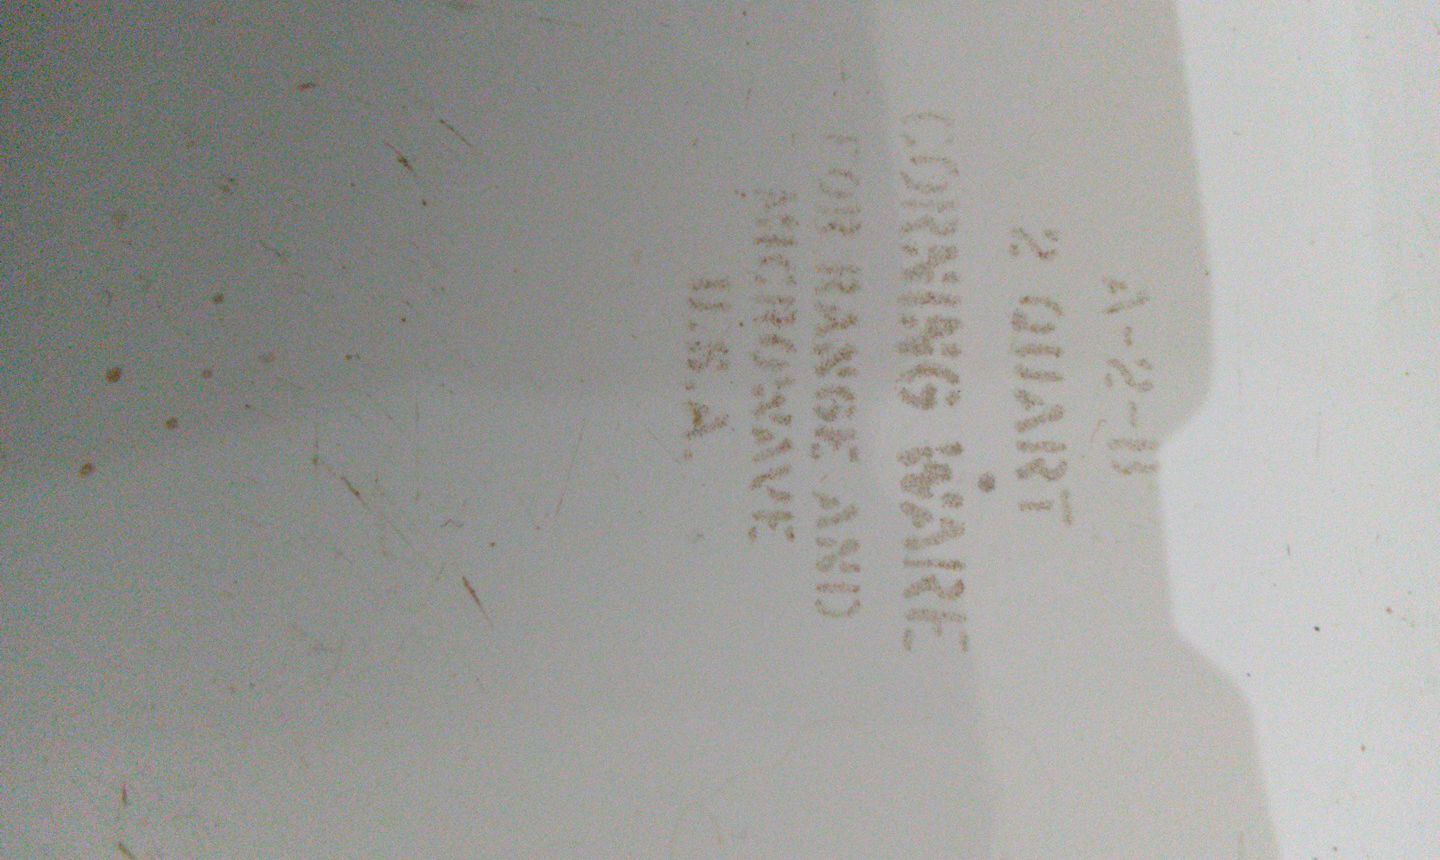 A-2-B
2 QUART
CORNING WARE
FOR RANGE AND
MICROWAVE
U.S.A.